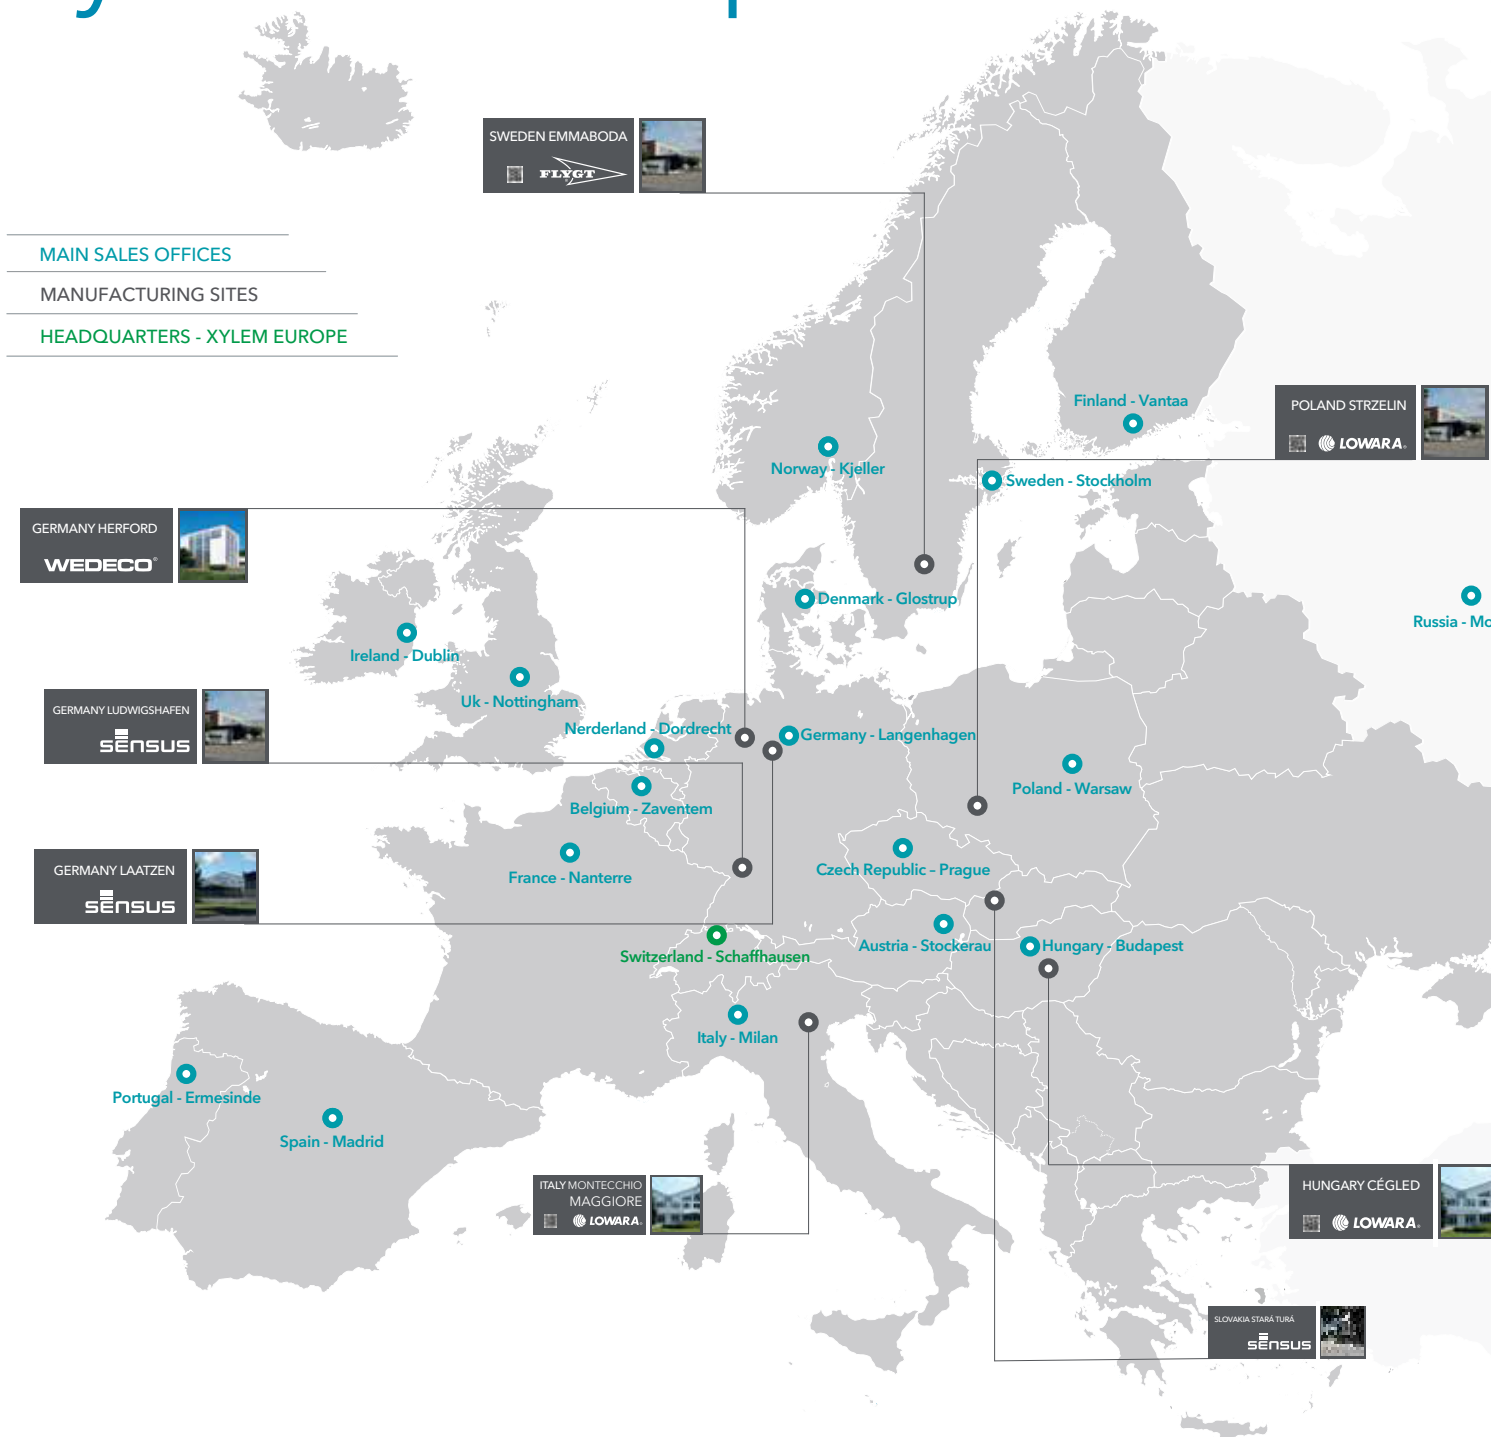 SWEDEN EMMABODA
FLYGT
MAIN SALES OFFICES
MANUFACTURING SITES
HEADQUARTERS - XYLEM EUROPE
Finland - Vantaa
POLAND STRZELIN
LOWARA
Norway - Kjeller
Sweden - Stockholm
GERMANY HERFORD
WEDECO®
Denmark - Glostrup
Russia - Mo
Ireland - Dublin
Uk - Nottingham
GERMANY LUDWIGSHAFEN
sensus
Nerderland - Dordrecht
Germany - Langenhagen
Poland - Warsaw
Belgium - Zaventem
GERMANY LAATZEN
sensus
France - Nanterre
Czech Republic – Prague
Austria - Stockerau
Hungary - Budapest
Switzerland - Schaffhausen
Italy - Milan
Portugal - Ermesinde
Spain - Madrid
ITALY MONTECCHIO
MAGGIORE
LOWARA
HUNGARY CÉGLED
LOWARA
SLOVAKIA STARÁ TURÁ
sensus